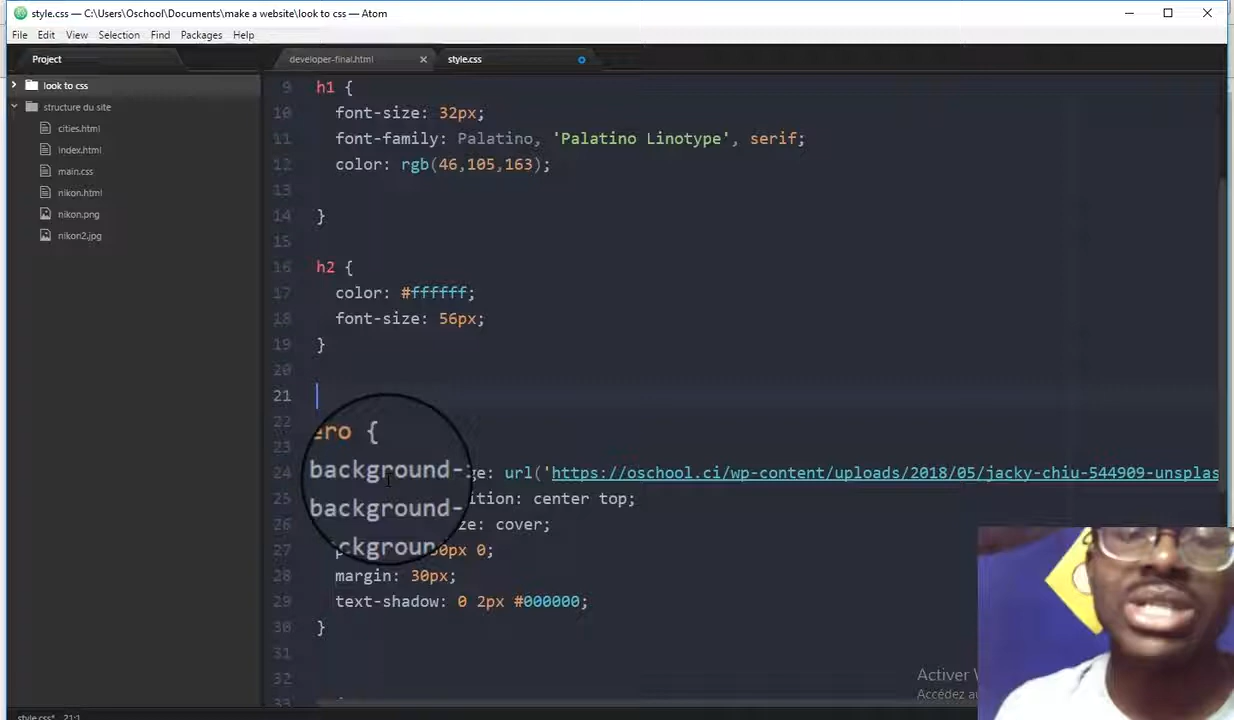 style.css — C:\Users\Oschool\Documents\make a website\look to css — Atom
File Edit View Selection Find Packages Help
Project
developer-final.html
style.css
look to css
structure du site
cities.html
index.html
main.css
nikon.html
nikon.png
nikon2.jpg
9 h1 {
10 font-size: 32px;
11 font-family: Palatino, 'Palatino Linotype', serif;
12 color: rgb(46,105,163);
13
14 }
15
16 h2 {
17 color: #ffffff;
18 font-size: 56px;
19 }
20
21
22 ero {
23
24 background- ge: url('https://oschool.ci/wp-content/uploads/2018/05/jacky-chiu-544909-unsplas
25 background- ition: center top;
26 ckgroun ze: cover;
27 0px 0;
28 margin: 30px;
29 text-shadow: 0 2px #000000;
30 }
31
32
33
Activer
Accédez
style.css* 21:1